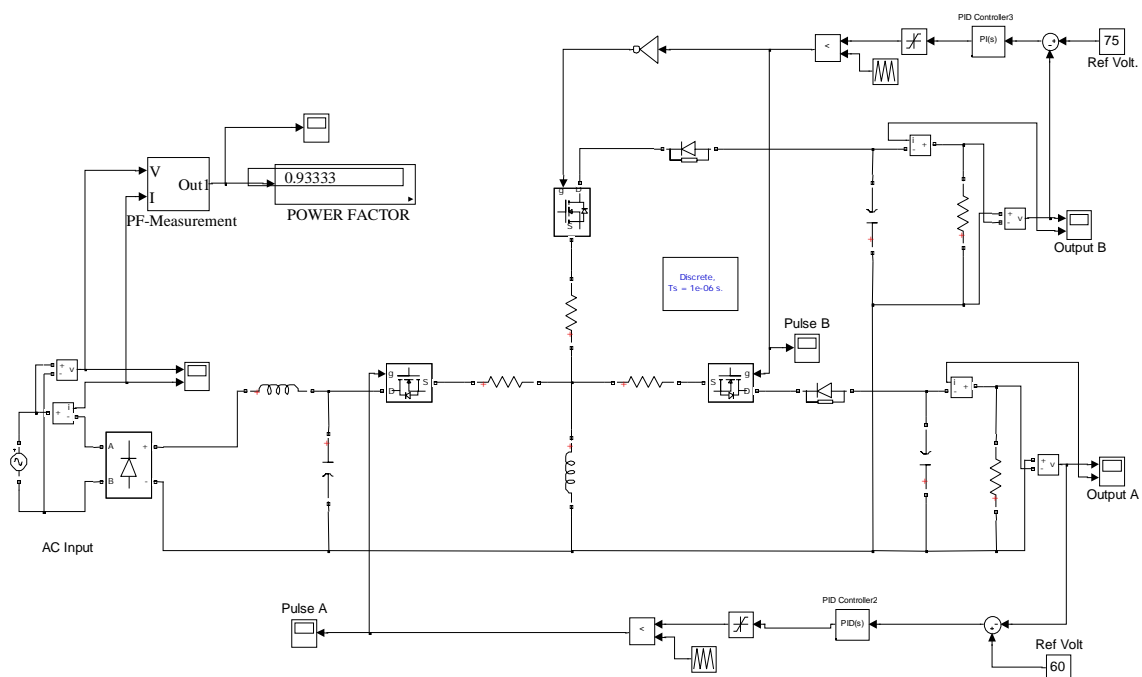 PID Controller3
PI(s)
75
Ref Volt.
<
V
I
Out1
PF-Measurement
0.93333
POWER FACTOR
g
D
S
i
+
-
+
-
v
Output B
Discrete,
Ts = 1e-06 s.
Pulse B
+
-
v
i
+
-
g
D
S
g
S
D
i
+
-
A
B
+
-
+
-
v
Output A
AC Input
Pulse A
<
PID Controller2
PID(s)
Ref Volt
60